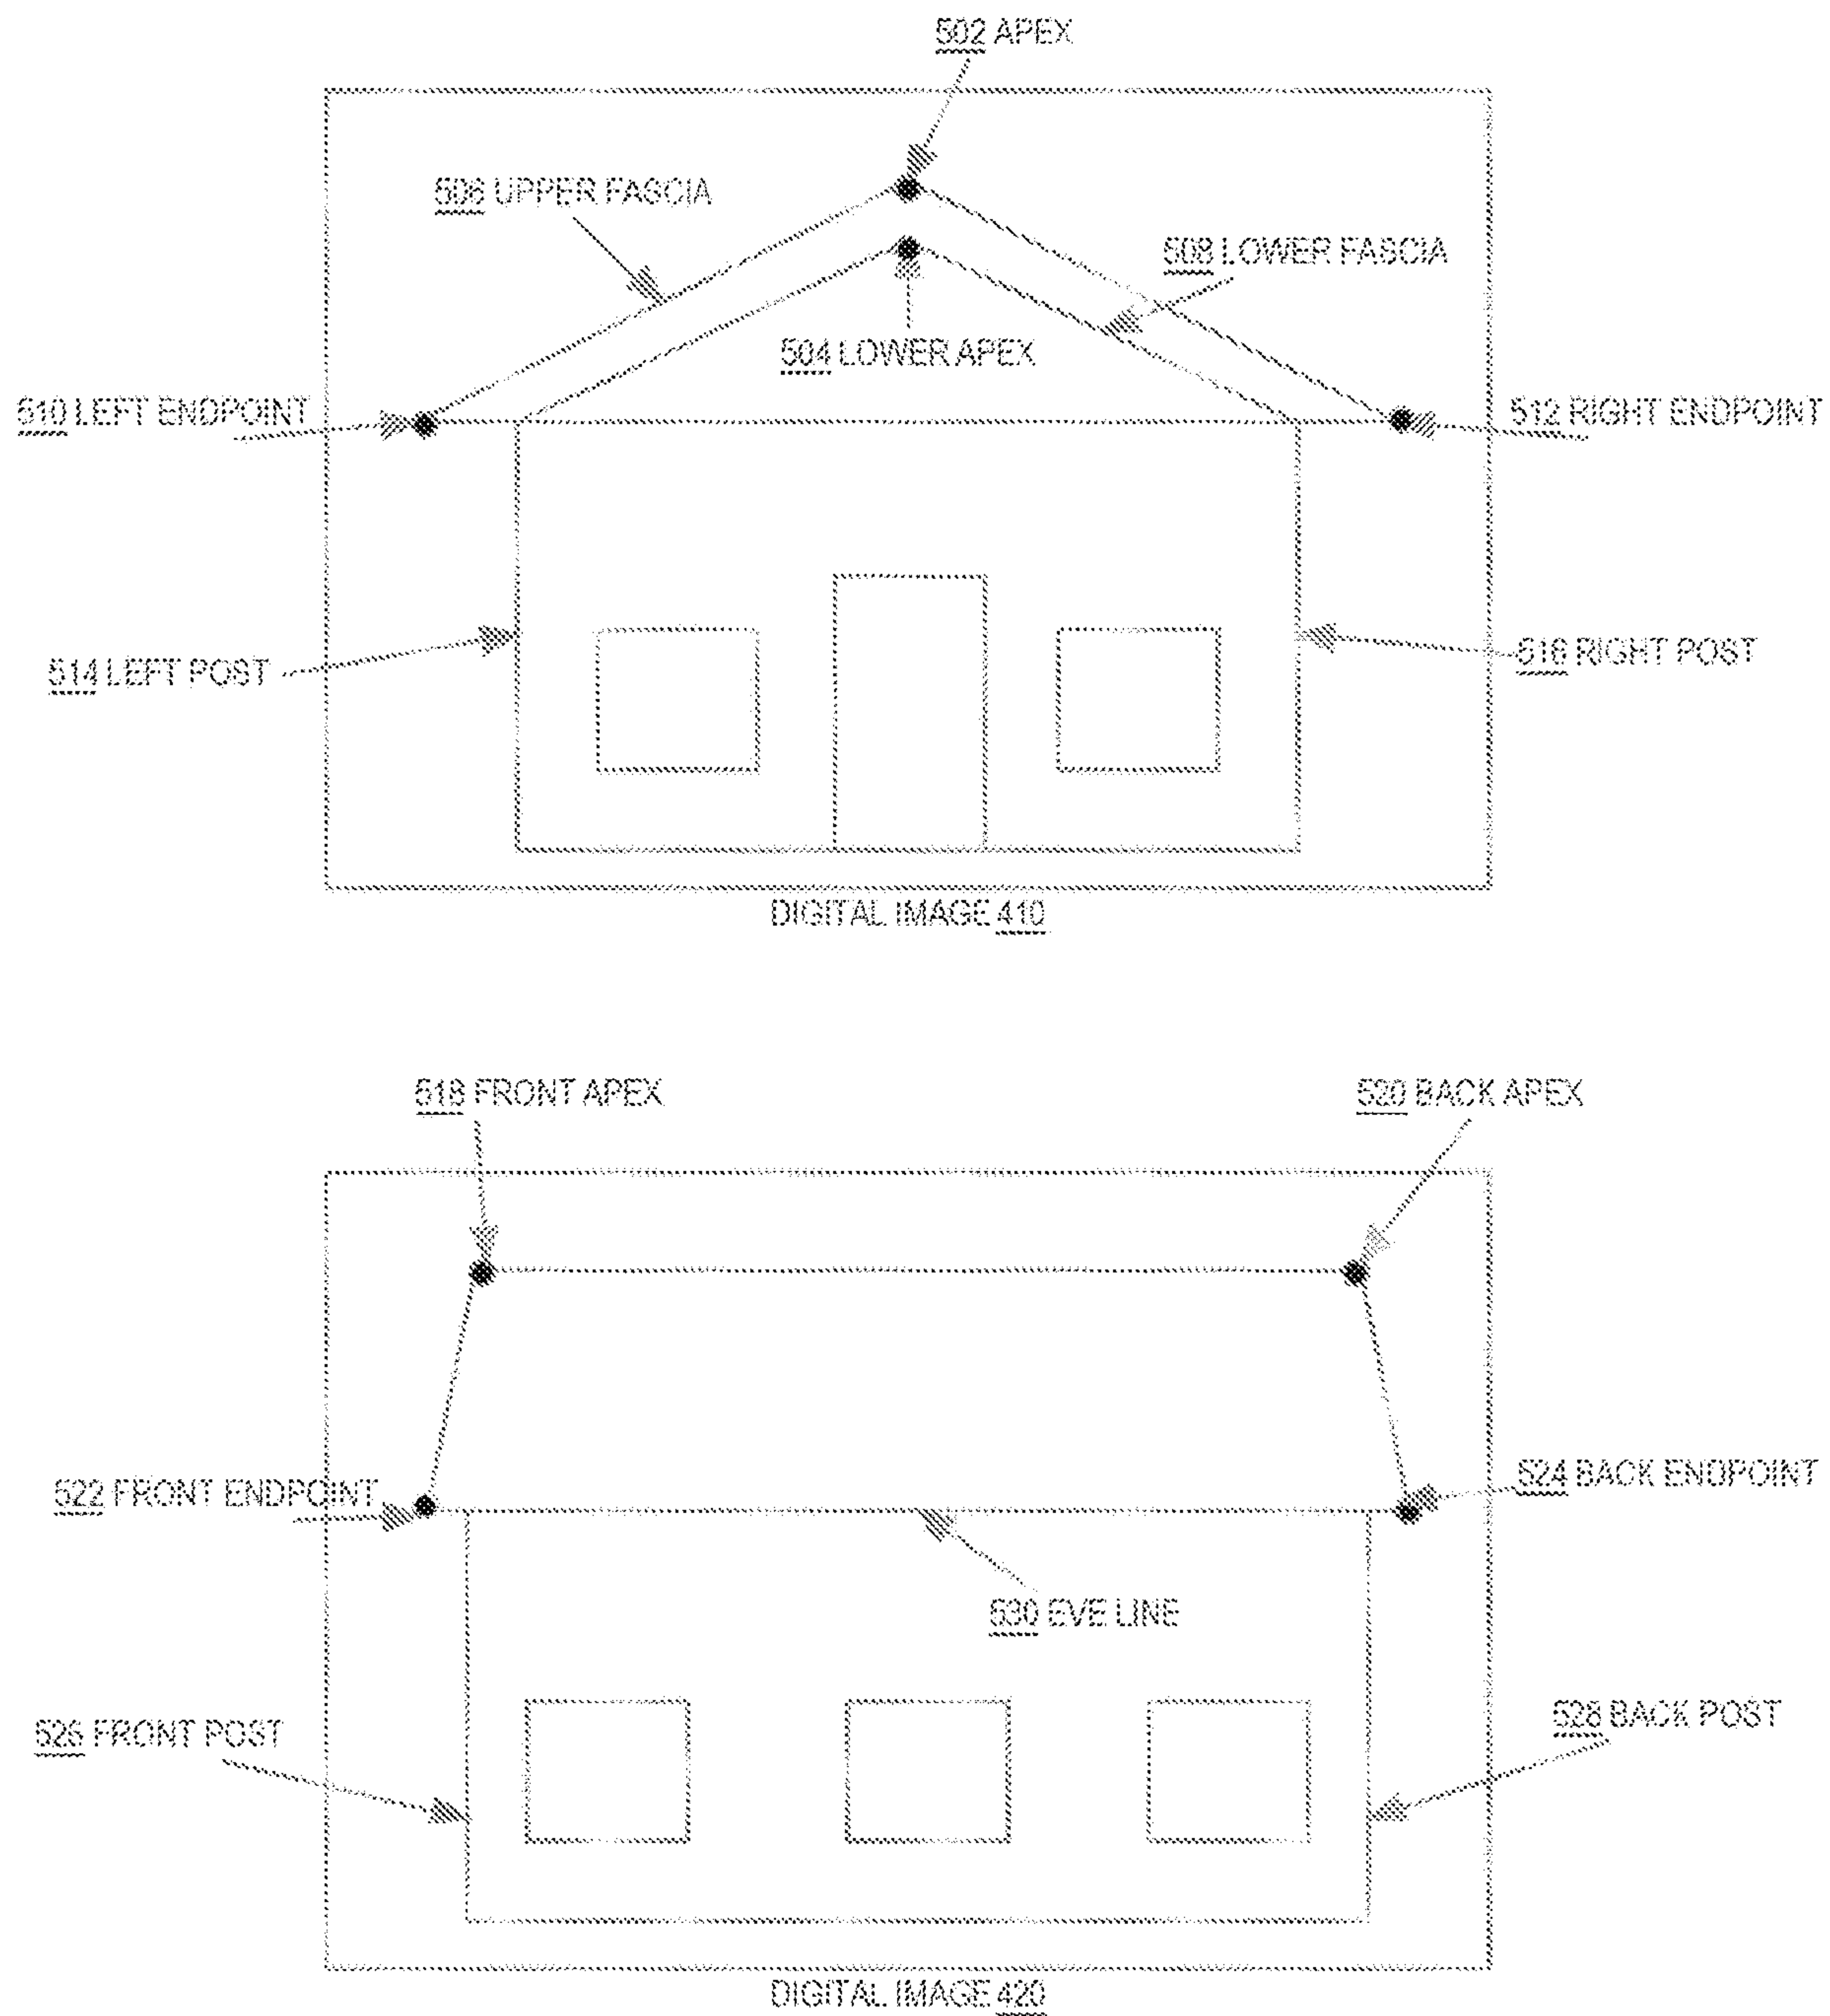 502 APEX
506 UPPER FASCIA
508 LOWER FASCIA
504 LOWER APEX
510 LEFT ENDPOINT
512 RIGHT ENDPOINT
514 LEFT POST
516 RIGHT POST
DIGITAL IMAGE 410
518 FRONT APEX
520 BACK APEX
522 FRONT ENDPOINT
524 BACK ENDPOINT
530 EVE LINE
526 FRONT POST
528 BACK POST
DIGITAL IMAGE 420